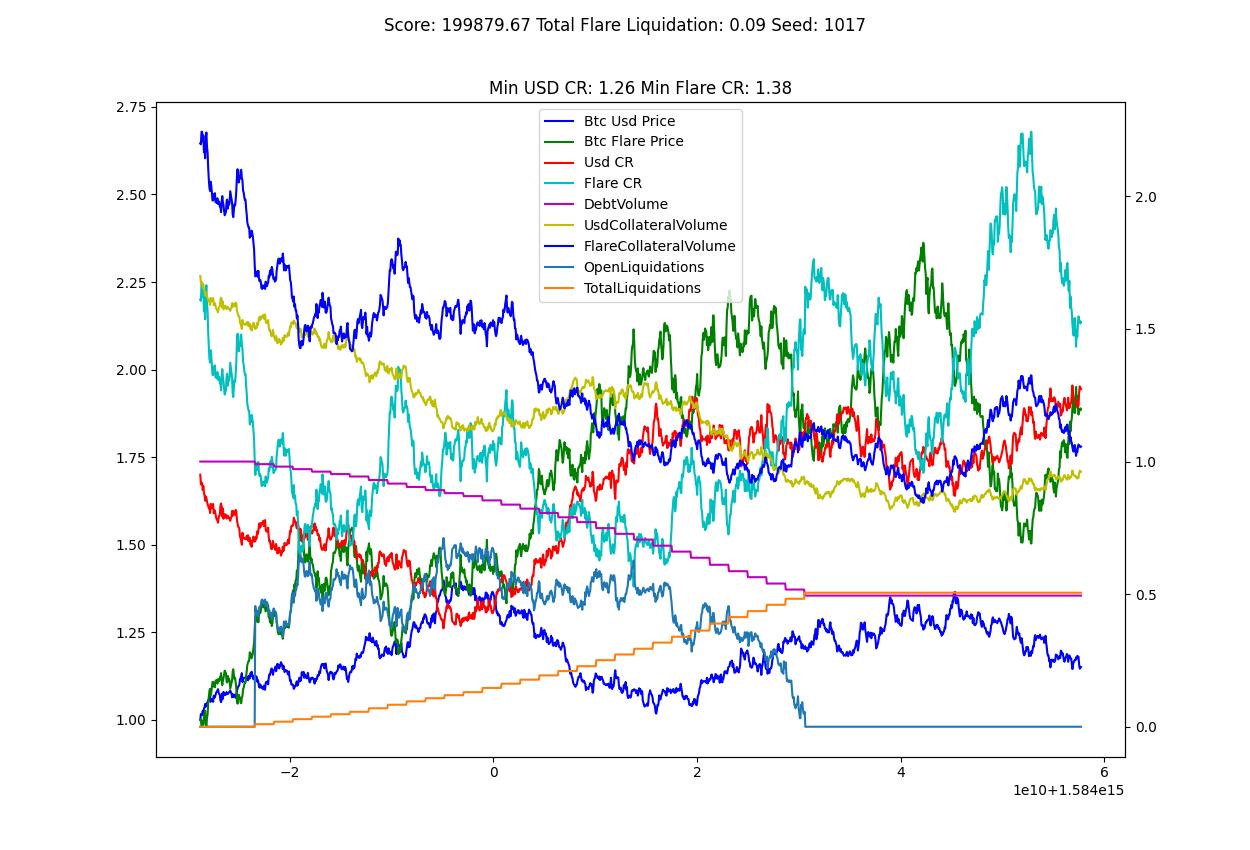 Score: 199879.67 Total Flare Liquidation: 0.09 Seed: 1017
Min USD CR: 1.26 Min Flare CR: 1.38
2.75
2.50
2.25
2.00
1.75
1.50
1.25
1.00
Btc Usd Price
Btc Flare Price
Usd CR
Flare CR
DebtVolume
UsdCollateralVolume
FlareCollateralVolume
OpenLiquidations
TotalLiquidations
2.0
1.5
1.0
0.5
0.0
−2 0 2 4 6
1e10+1.584e15